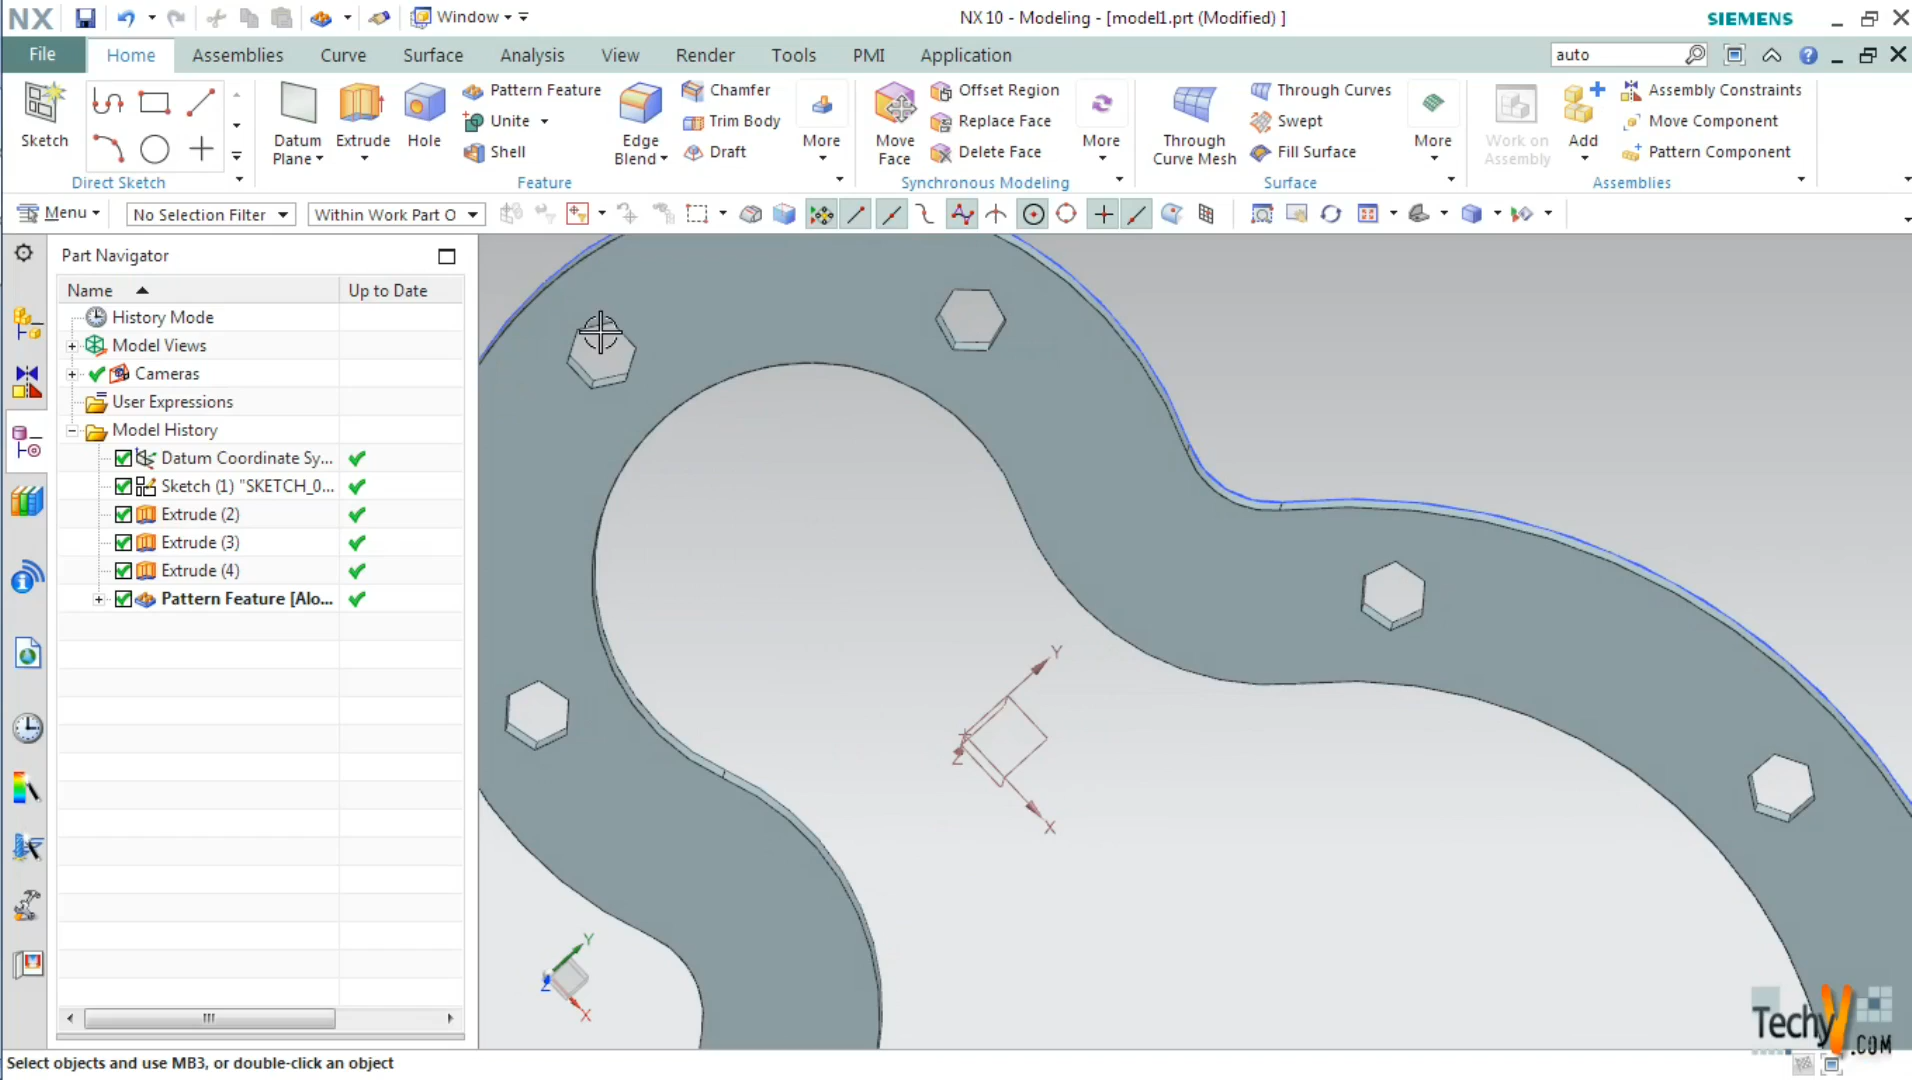 NX
Window
NX 10 - Modeling - [model1.prt (Modified) ]
SIEMENS
File
Home
Assemblies
Curve
Surface
Analysis
View
Render
Tools
PMI
Application
auto
Sketch
Direct Sketch
Datum
Plane
Extrude
Hole
Pattern Feature
Unite
Shell
Edge
Blend
Chamfer
Trim Body
Draft
More
Feature
Move
Face
Offset Region
Replace Face
Delete Face
More
Synchronous Modeling
Through
Curve Mesh
Through Curves
Swept
Fill Surface
More
Surface
Work on
Assembly
Add
Assembly Constraints
Move Component
Pattern Component
Assemblies
Menu
No Selection Filter
Within Work Part O
Part Navigator
Name
Up to Date
History Mode
Model Views
Cameras
User Expressions
Model History
Datum Coordinate Sy...
Sketch (1) "SKETCH_0...
Extrude (2)
Extrude (3)
Extrude (4)
Pattern Feature [Alo...
Y
Z
X
Y
Z
X
TechyV
.COM
Select objects and use MB3, or double-click an object